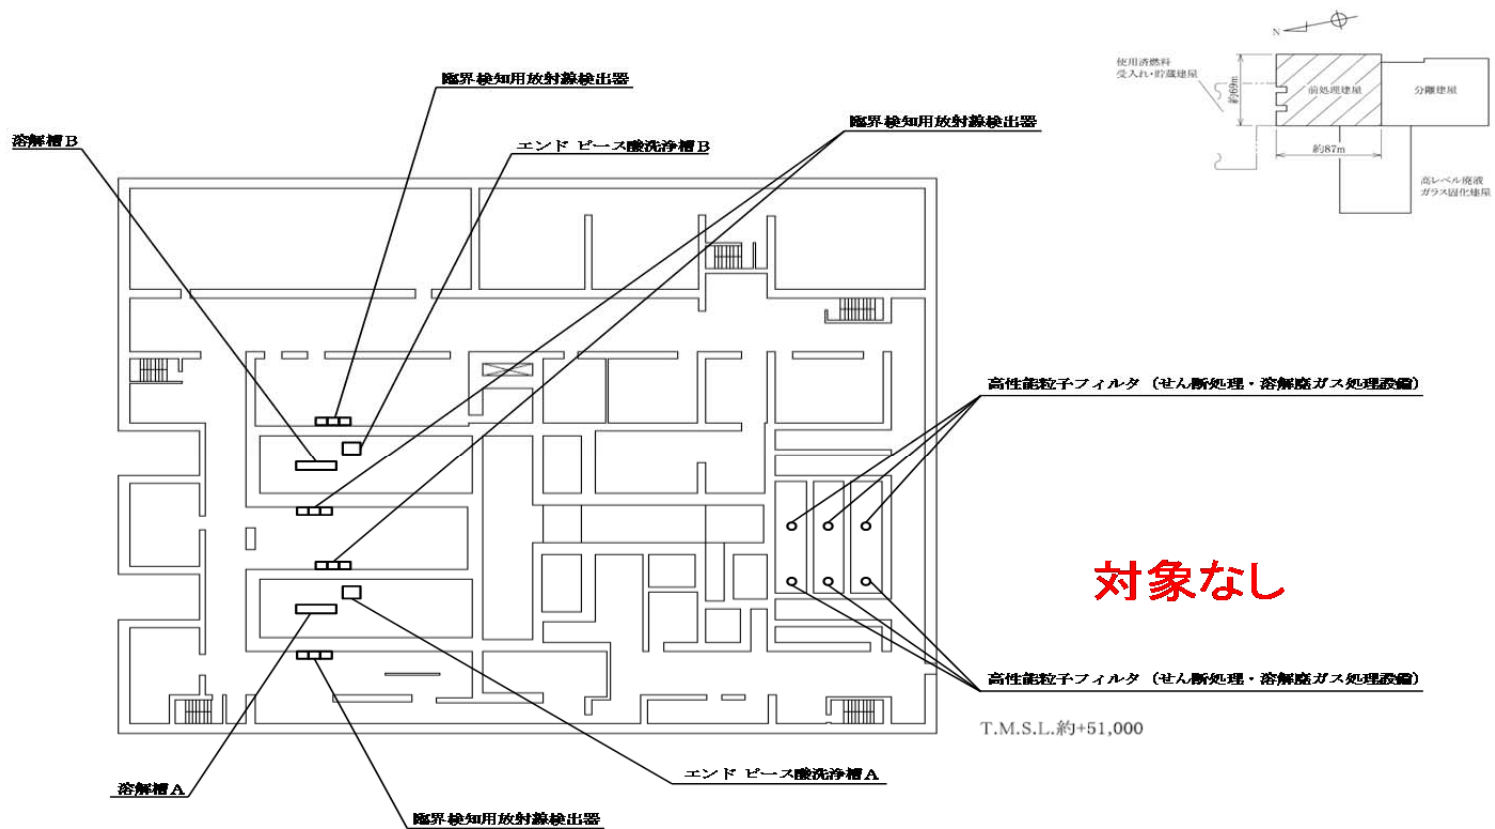 N
使用済燃料
受入れ・貯蔵建屋
約69m
前処理建屋
分離建屋
約87m
高レベル廃液
ガラス固化建屋
臨界検知用放射線検出器
臨界検知用放射線検出器
溶解槽B
エンド ピース酸洗浄槽B
高性能粒子フィルタ（せん断処理・溶解廃ガス処理設備）
対象なし
高性能粒子フィルタ（せん断処理・溶解廃ガス処理設備）
T.M.S.L.約+51,000
エンド ピース酸洗浄槽A
溶解槽A
臨界検知用放射線検出器